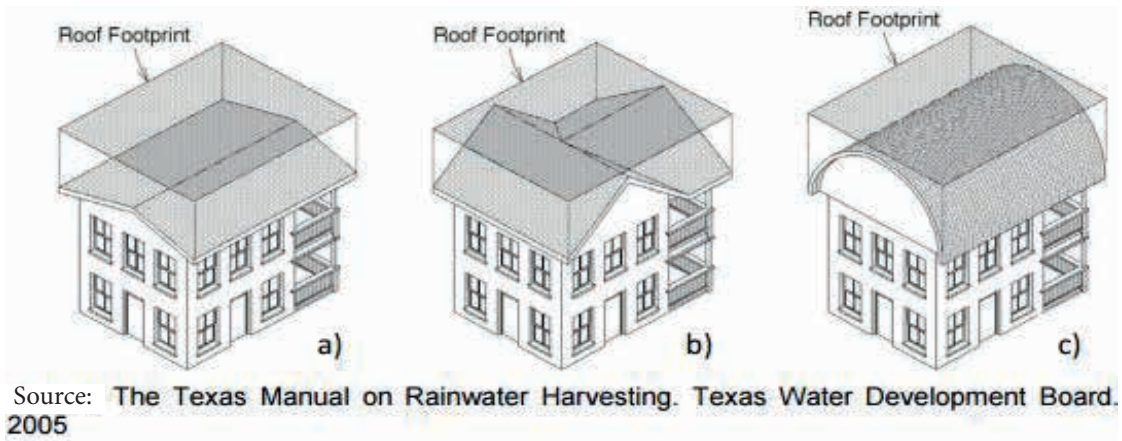 Roof Footprint
Roof Footprint
Roof Footprint
a)
b)
c)
Source: The Texas Manual on Rainwater Harvesting. Texas Water Development Board.
2005